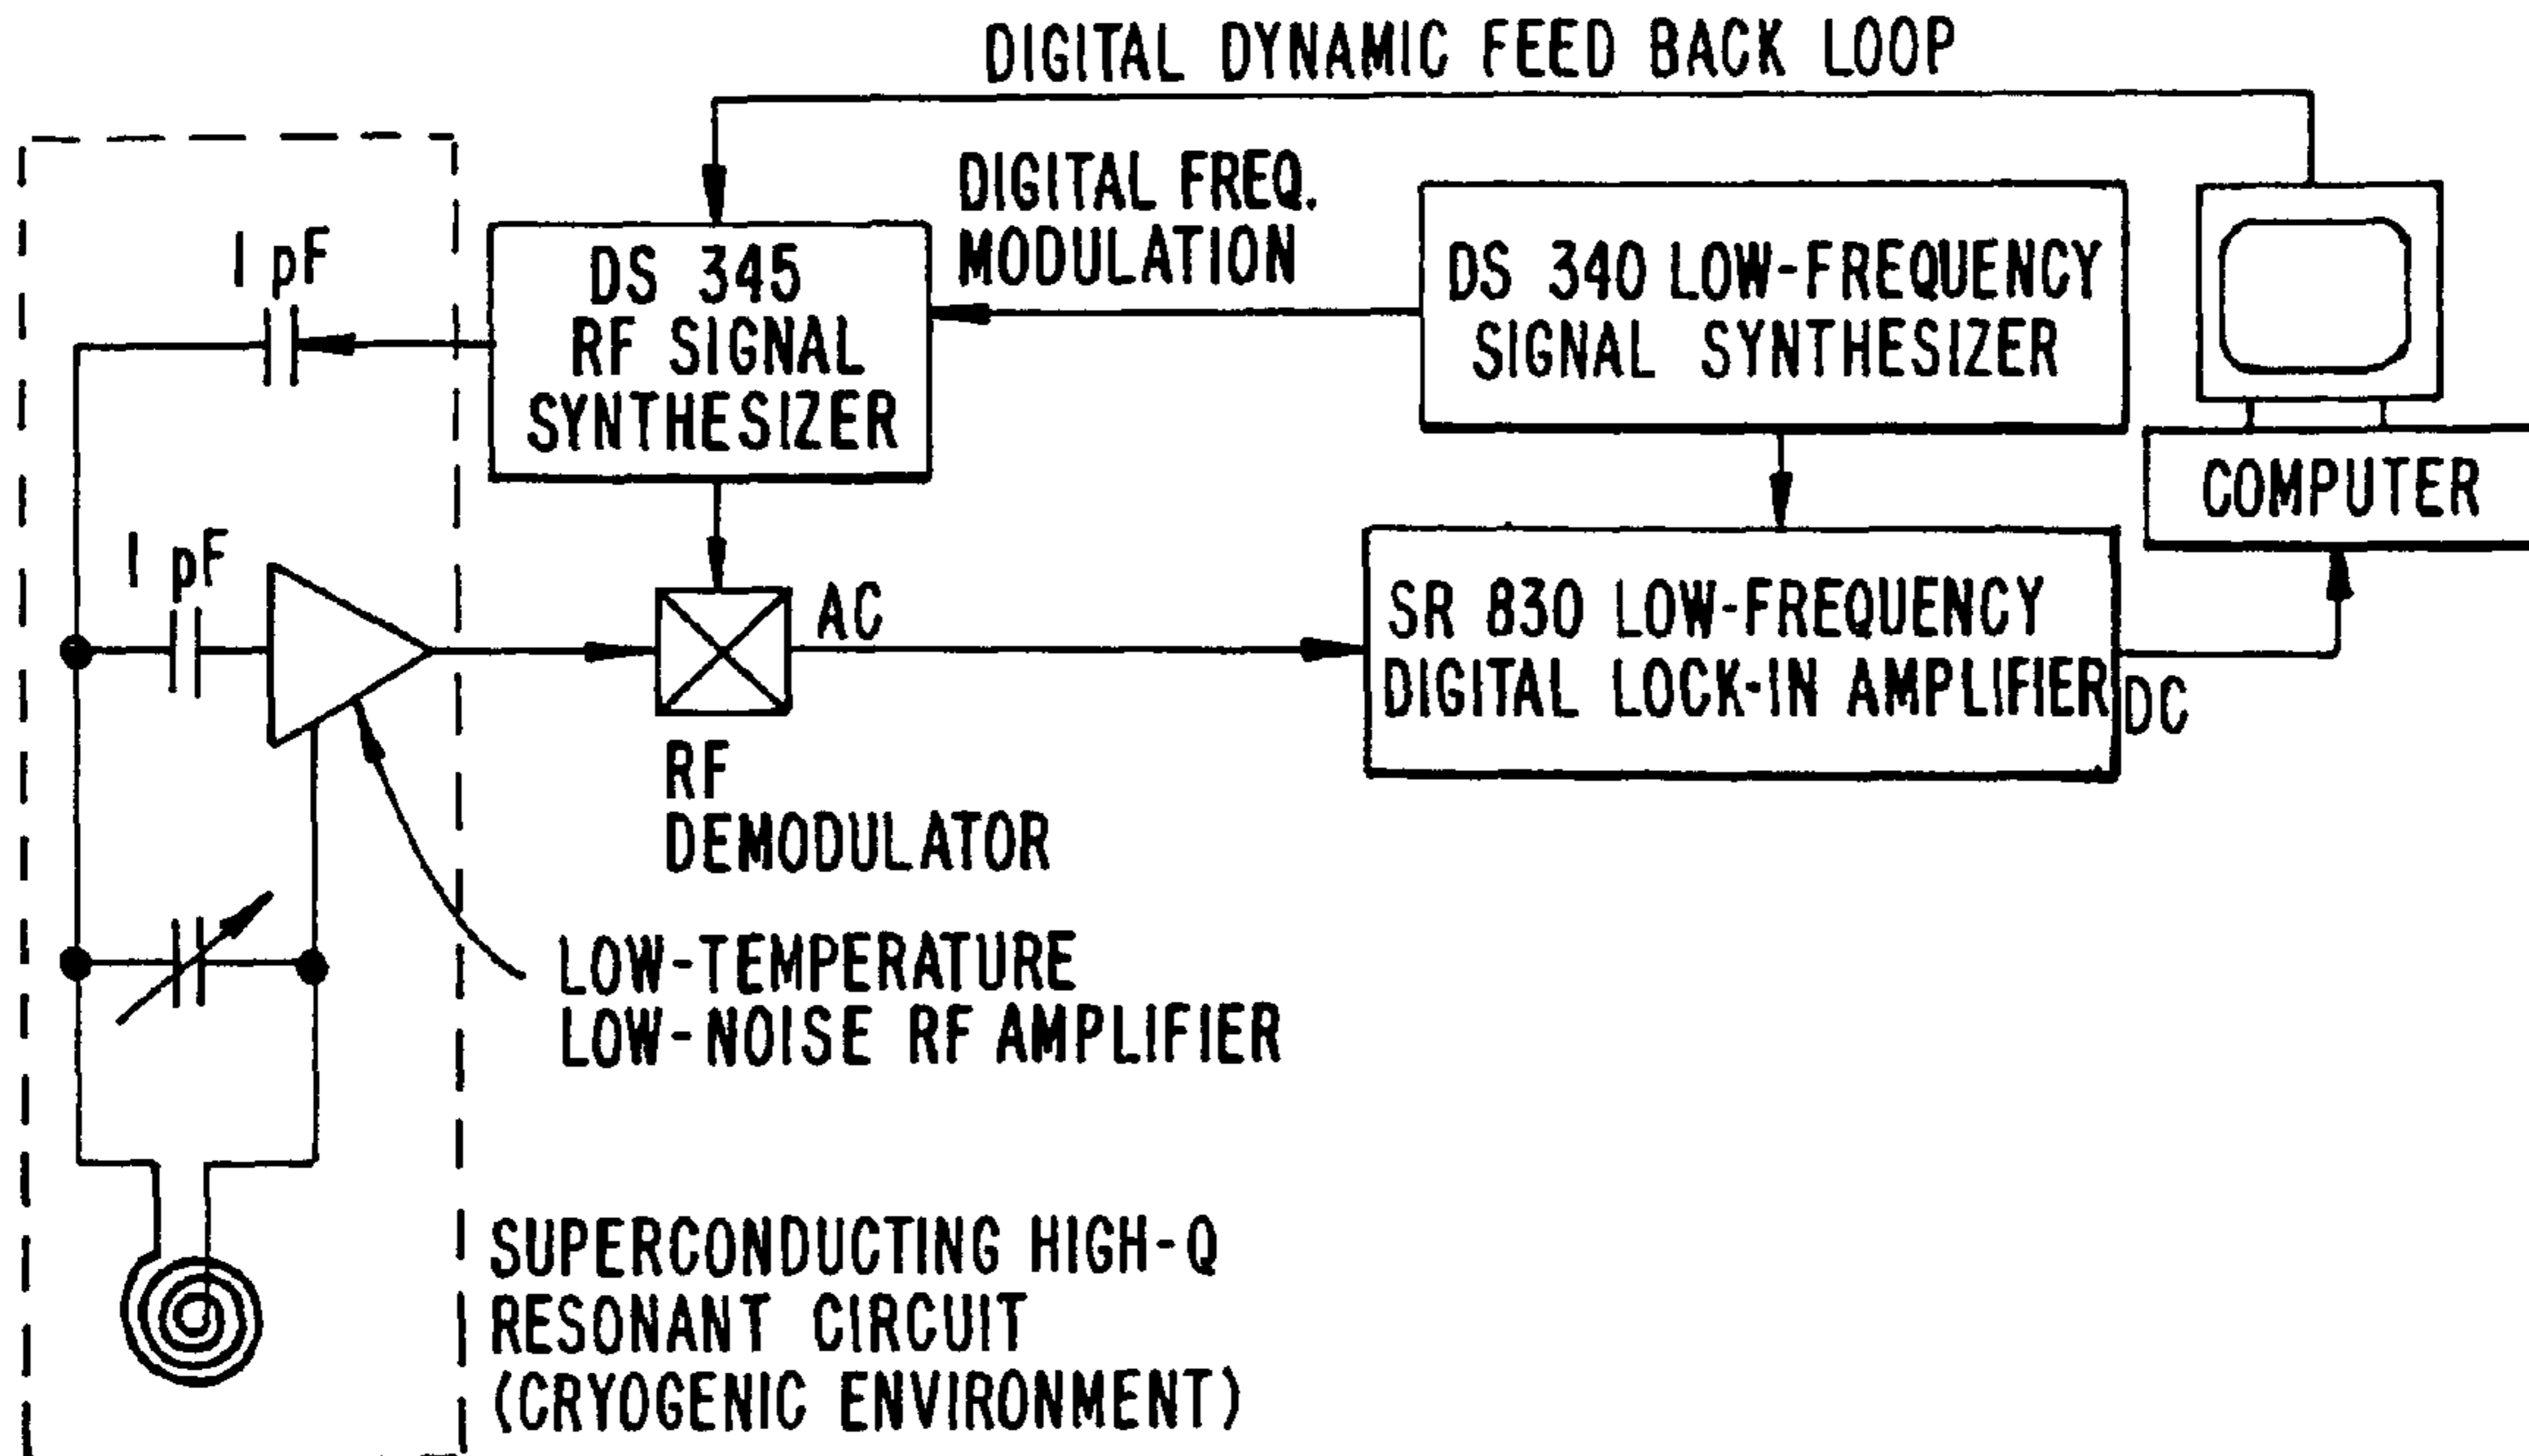 DIGITAL DYNAMIC FEED BACK LOOP
DIGITAL FREQ.
MODULATION
1 pF
DS 345
RF SIGNAL
SYNTHESIZER
DS 340 LOW-FREQUENCY
SIGNAL SYNTHESIZER
COMPUTER
1 pF
AC
SR 830 LOW-FREQUENCY
DIGITAL LOCK-IN AMPLIFIER
DC
RF
DEMODULATOR
LOW-TEMPERATURE
LOW-NOISE RF AMPLIFIER
SUPERCONDUCTING HIGH-Q
RESONANT CIRCUIT
(CRYOGENIC ENVIRONMENT)